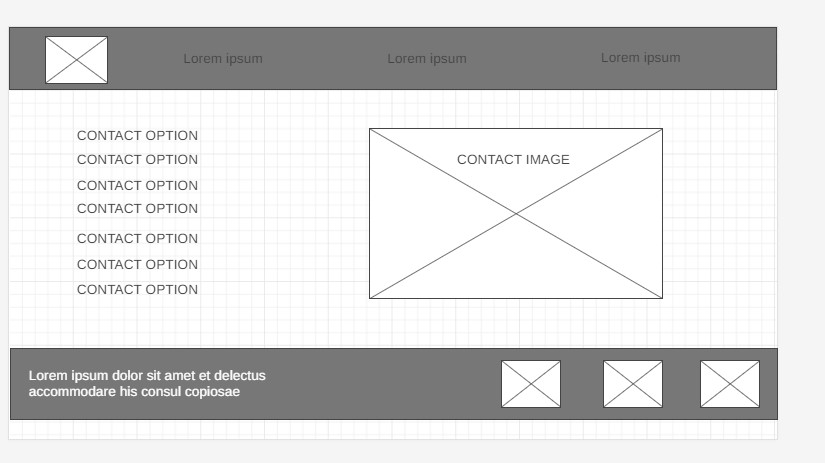 Lorem ipsum
Lorem ipsum
Lorem ipsum
CONTACT OPTION
CONTACT OPTION
CONTACT OPTION
CONTACT OPTION
CONTACT OPTION
CONTACT OPTION
CONTACT OPTION
CONTACT IMAGE
Lorem ipsum dolor sit amet et delectus
accommodare his consul copiosae